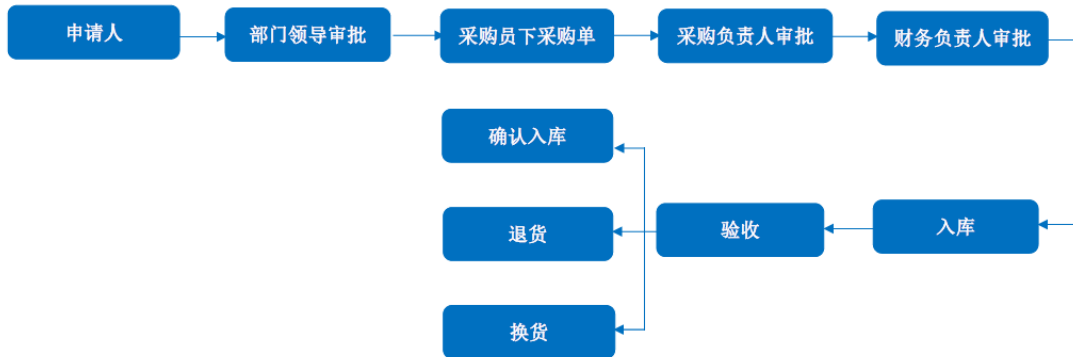 申请人
部门领导审批
采购员下采购单
采购负责人审批
财务负责人审批
确认入库
退货
验收
入库
换货